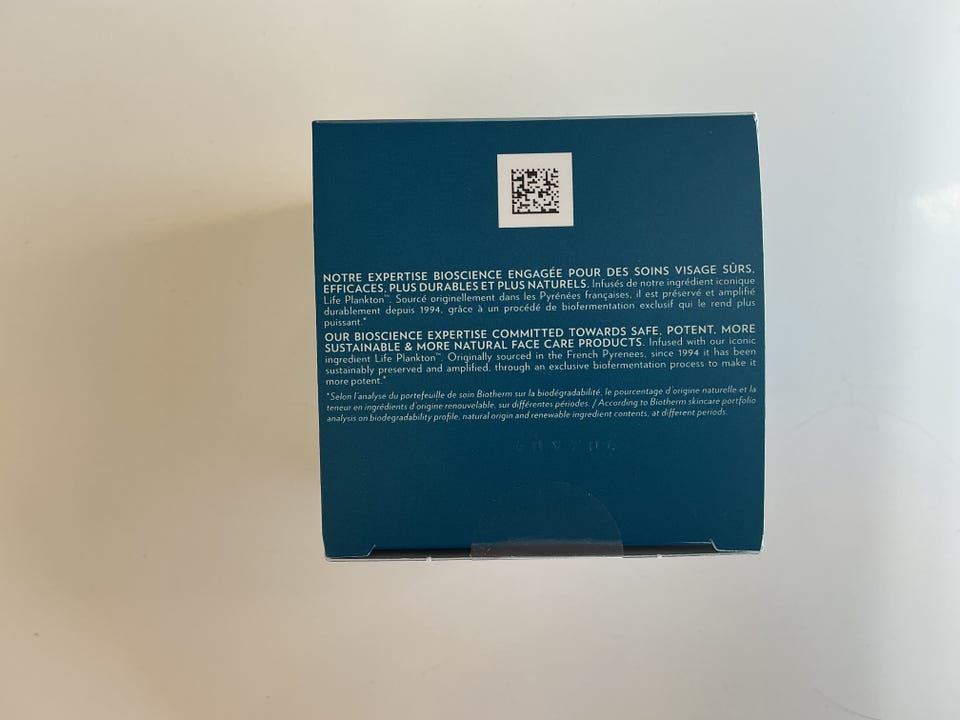 NOTRE EXPERTISE BIOSCIENCE ENGAGÉE POUR DES SOINS VISAGE SÛRS,
EFFICACES, PLUS DURABLES ET PLUS NATURELS. Infusés de notre ingrédient iconique
Life Plankton™. Sourcé originellement dans les Pyrénées françaises, il est préservé et amplifié
durablement depuis 1994, grâce à un procédé de biofermentation exclusif qui le rend plus
puissant.*
OUR BIOSCIENCE EXPERTISE COMMITTED TOWARDS SAFE, POTENT, MORE
SUSTAINABLE & MORE NATURAL FACE CARE PRODUCTS. Infused with our iconic
ingredient Life Plankton™. Originally sourced in the French Pyrenees, since 1994 it has been
sustainably preserved and amplified, through an exclusive biofermentation process to make it
more potent.*
*Selon l'analyse du portefeuille de soin Biotherm sur la biodégradabilité, le pourcentage d'origine naturelle et la
teneur en ingrédients d'origine renouvelable, sur différentes périodes. / According to Biotherm skincare portfolio
analysis on biodegradability profile, natural origin and renewable ingredient contents, at different periods.